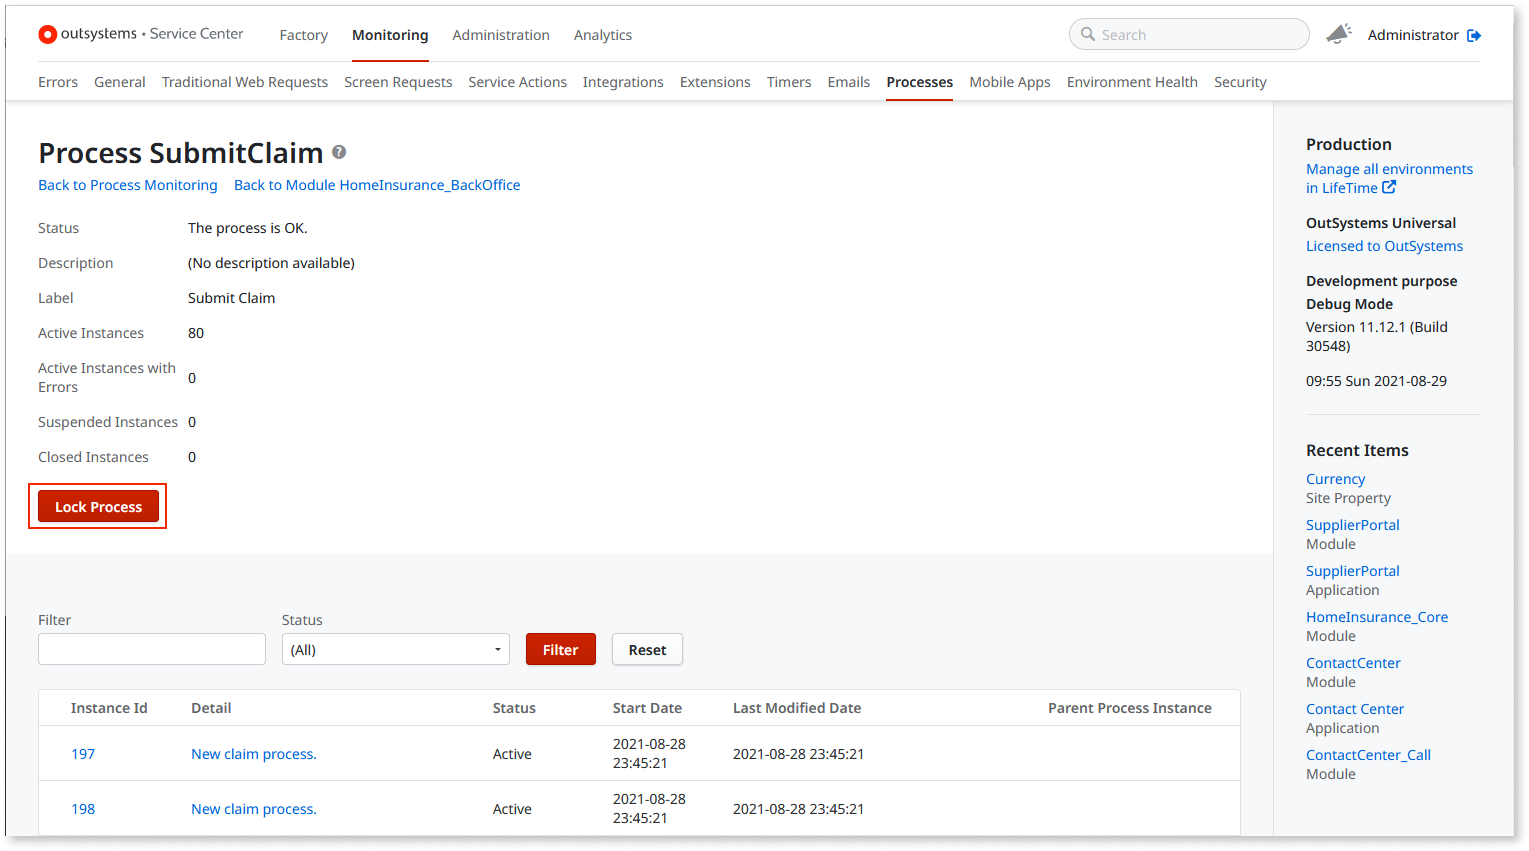 outsystems • Service Center
Factory
Monitoring
Administration
Analytics
Search
Administrator
Errors
General
Traditional Web Requests
Screen Requests
Service Actions
Integrations
Extensions
Timers
Emails
Processes
Mobile Apps
Environment Health
Security
Process SubmitClaim ?
Back to Process Monitoring
Back to Module HomeInsurance_BackOffice
Status
The process is OK.
Description
(No description available)
Label
Submit Claim
Active Instances
80
Active Instances with
Errors
0
Suspended Instances
0
Closed Instances
0
Lock Process
Filter
Status
(All)
Filter
Reset
Instance Id
Detail
Status
Start Date
Last Modified Date
Parent Process Instance
197
New claim process.
Active
2021-08-28
23:45:21
2021-08-28 23:45:21
198
New claim process.
Active
2021-08-28
23:45:21
2021-08-28 23:45:21
Production
Manage all environments
in LifeTime
OutSystems Universal
Licensed to OutSystems
Development purpose
Debug Mode
Version 11.12.1 (Build
30548)
09:55 Sun 2021-08-29
Recent Items
Currency
Site Property
SupplierPortal
Module
SupplierPortal
Application
HomeInsurance_Core
Module
ContactCenter
Module
Contact Center
Application
ContactCenter_Call
Module